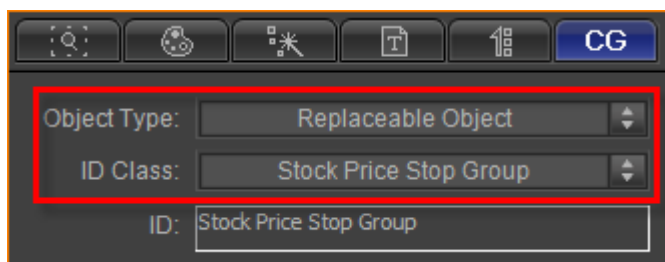 CG
Object Type: Replaceable Object
ID Class: Stock Price Stop Group
ID: Stock Price Stop Group